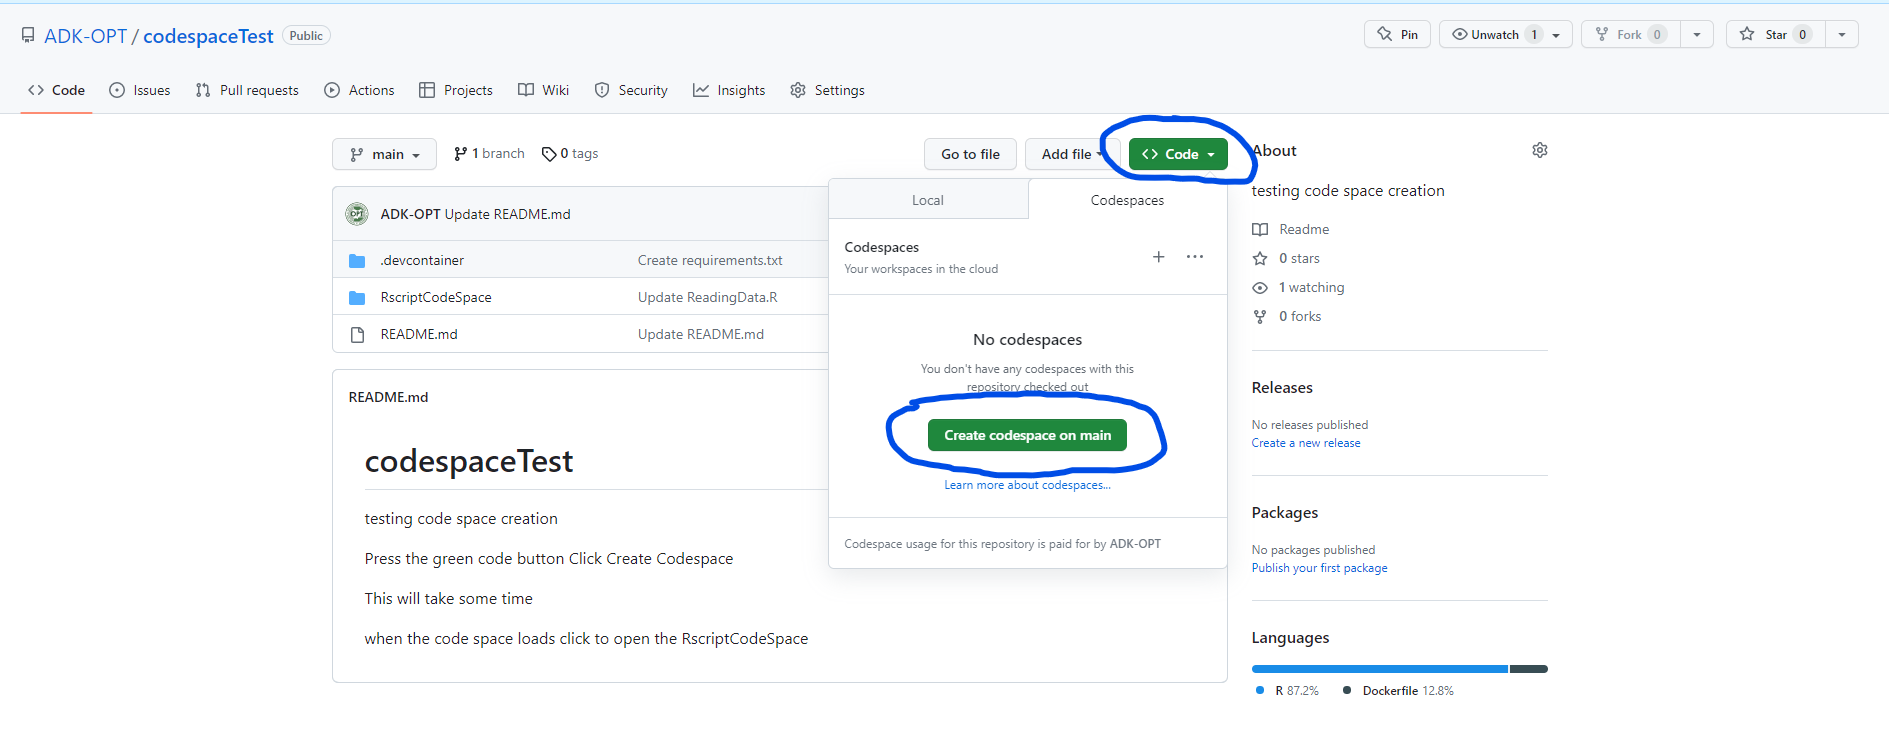 ADK-OPT / codespaceTest Public Pin Unwatch 1 Fork 0 Star 0
Code Issues Pull requests Actions Projects Wiki Security Insights Settings
main 1 branch 0 tags Go to file Add file Code
Local Codespaces
Codespaces
Your workspaces in the cloud
No codespaces
You don't have any codespaces with this
repository checked out
Create codespace on main
Learn more about codespaces...
Codespace usage for this repository is paid for by ADK-OPT
OPT ADK-OPT Update README.md
.devcontainer Create requirements.txt
RscriptCodeSpace Update ReadingData.R
README.md Update README.md
README.md
codespaceTest
testing code space creation
Press the green code button Click Create Codespace
This will take some time
when the code space loads click to open the RscriptCodeSpace
About
testing code space creation
Readme
0 stars
1 watching
0 forks
Releases
No releases published
Create a new release
Packages
No packages published
Publish your first package
Languages
R 87.2% Dockerfile 12.8%